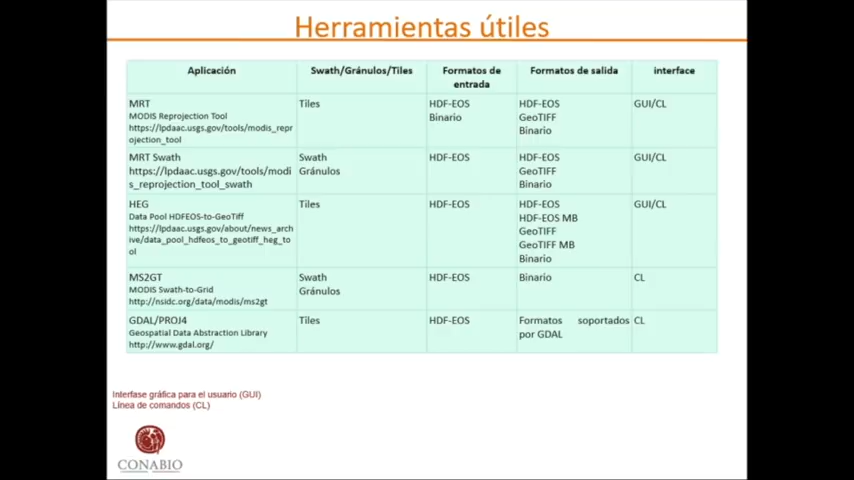 Herramientas útiles
Aplicación Swath/Gránulos/Tiles Formatos de entrada Formatos de salida interface
MRT Tiles HDF-EOS HDF-EOS GUI/CL
MODIS Reprojection Tool Binario GeoTIFF
https://lpdaac.usgs.gov/tools/modis_repr Binario
ojection_tool
MRT Swath Swath HDF-EOS HDF-EOS GUI/CL
https://lpdaac.usgs.gov/tools/modi Gránulos GeoTIFF
s_reprojection_tool_swath Binario
HEG Tiles HDF-EOS HDF-EOS GUI/CL
Data Pool HDFEOS-to-GeoTiff HDF-EOS MB
https://lpdaac.usgs.gov/about/news_arch GeoTIFF
ive/data_pool_hdfeos_to_geotiff_heg_to GeoTIFF MB
ol Binario
MS2GT Swath HDF-EOS Binario CL
MODIS Swath-to-Grid Gránulos
http://nsidc.org/data/modis/ms2gt
GDAL/PROJ4 Tiles HDF-EOS Formatos soportados CL
Geospatial Data Abstraction Library por GDAL
http://www.gdal.org/
Interfase gráfica para el usuario (GUI)
Línea de comandos (CL)
CONABIO